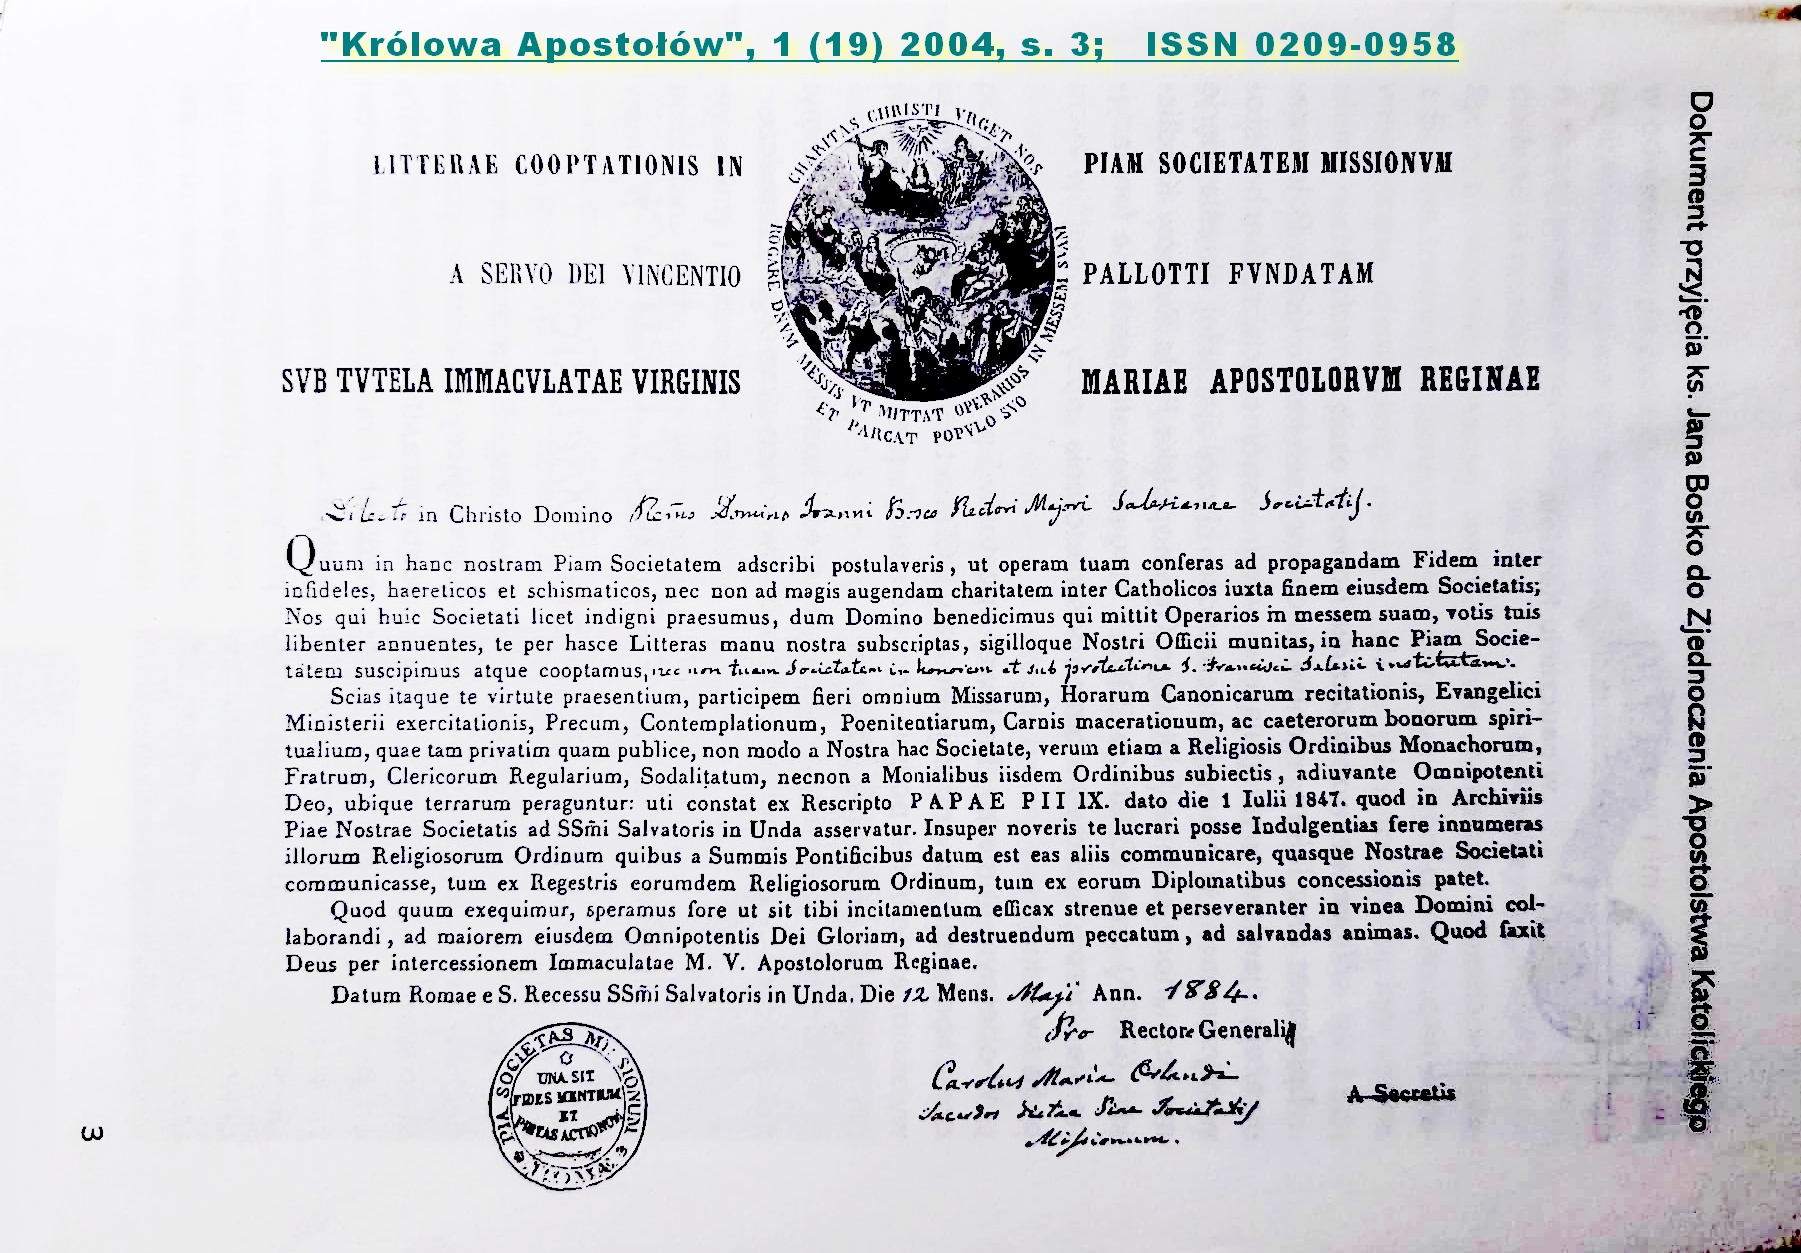 "Królowa Apostołów", 1 (19) 2004, s. 3; ISSN 0209-0958
CHARITAS CHRISTI VRGET NOS
LITTERAE COOPTATIONIS IN PIAM SOCIETATEM MISSIONVM
A SERVO DEI VINCENTIO PALLOTTI FVNDATAM
SVB TVTELA IMMACVLATAE VIRGINIS MARIAE APOSTOLORVM REGINAE
ROGARE DNVM MESSIS VT MITTAT OPERARIOS IN MESSEM SVAM
ET PARCAT POPVLO SVO
in Christo Domino Domino Joanni Bosco Rectori Majori Salesianae Societatis.
Quum in hanc nostram Piam Societatem adscribi postulaveris, ut operam tuam conferas ad propagandam Fidem inter
infideles, haereticos et schismaticos, nec non ad magis augendam charitatem inter Catholicos iuxta finem eiusdem Societatis;
Nos qui huic Societati licet indigni praesumus, dum Domino benedicimus qui mittit Operarios in messem suam, votis tuis
libenter annuentes, te per hasce Litteras manu nostra subscriptas, sigilloque Nostri Officii munitas, in hanc Piam Socie-
tatem suscipimus atque cooptamus, nec non tuam Societatem in honorem et sub protectione S. Francisci Salesii institutam.
Scias itaque te virtute praesentium, participem fieri omnium Missarum, Horarum Canonicarum recitationis, Evangelici
Ministerii exercitationis, Precum, Contemplationum, Poenitentiarum, Carnis macerationum, ac caeterorum bonorum spiri-
tualium, quae tam privatim quam publice, non modo a Nostra hac Societate, verum etiam a Religiosis Ordinibus Monachorum,
Fratrum, Clericorum Regularium, Sodalitatum, necnon a Monialibus iisdem Ordinibus subiectis, adiuvante Omnipotenti
Deo, ubique terrarum peraguntur: uti constat ex Rescripto PAPAE PII IX. dato die 1 Iulii 1847. quod in Archiviis
Piae Nostrae Societatis ad SSm̃i Salvatoris in Unda asservatur. Insuper noveris te lucrari posse Indulgentias fere innumeras
illorum Religiosorum Ordinum quibus a Summis Pontificibus datum est eas aliis communicare, quasque Nostrae Societati
communicasse, tum ex Regestris eorumdem Religiosorum Ordinum, tum ex eorum Diplomatibus concessionis patet.
Quod quum exequimur, speramus fore ut sit tibi incitamentum efficax strenue et perseveranter in vinea Domini col-
laborandi, ad maiorem eiusdem Omnipotentis Dei Gloriam, ad destruendum peccatum, ad salvandas animas. Quod faxit
Deus per intercessionem Immaculatae M. V. Apostolorum Reginae.
Datum Romae e S. Recessu SSm̃i Salvatoris in Unda. Die 12 Mens. Maji Ann. 1884.
Pro Rectore Generali
Carolus Maria Orlandi
Sacerdos Societatis
Missionum.
A Secretis
PIA SOCIETAS MISSIONUM
UNA SIT
FIDES MENTIUM
ET
PIETAS ACTIONUM
ROMAE
3
Dokument przyjęcia ks. Jana Bosko do Zjednoczenia Apostolstwa Katolickiego